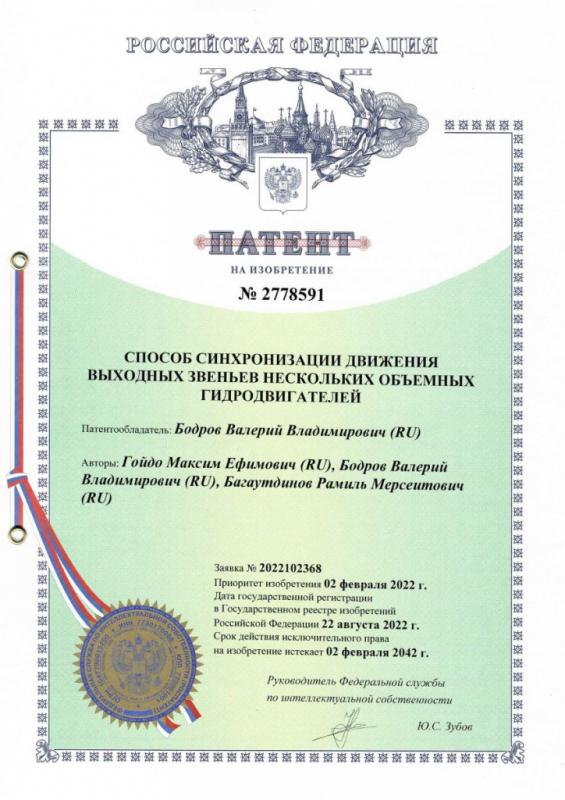 РОССИЙСКАЯ ФЕДЕРАЦИЯ
ПАТЕНТ
НА ИЗОБРЕТЕНИЕ
№ 2778591
СПОСОБ СИНХРОНИЗАЦИИ ДВИЖЕНИЯ
ВЫХОДНЫХ ЗВЕНЬЕВ НЕСКОЛЬКИХ ОБЪЕМНЫХ
ГИДРОДВИГАТЕЛЕЙ
Патентообладатель: Бодров Валерий Владимирович (RU)
Авторы: Гойдо Максим Ефимович (RU), Бодров Валерий
Владимирович (RU), Багаутдинов Рамиль Мерсеитович
(RU)
Заявка № 2022102368
Приоритет изобретения 02 февраля 2022 г.
Дата государственной регистрации
в Государственном реестре изобретений
Российской Федерации 22 августа 2022 г.
Срок действия исключительного права
на изобретение истекает 02 февраля 2042 г.
Руководитель Федеральной службы
по интеллектуальной собственности
Ю.С. Зубов